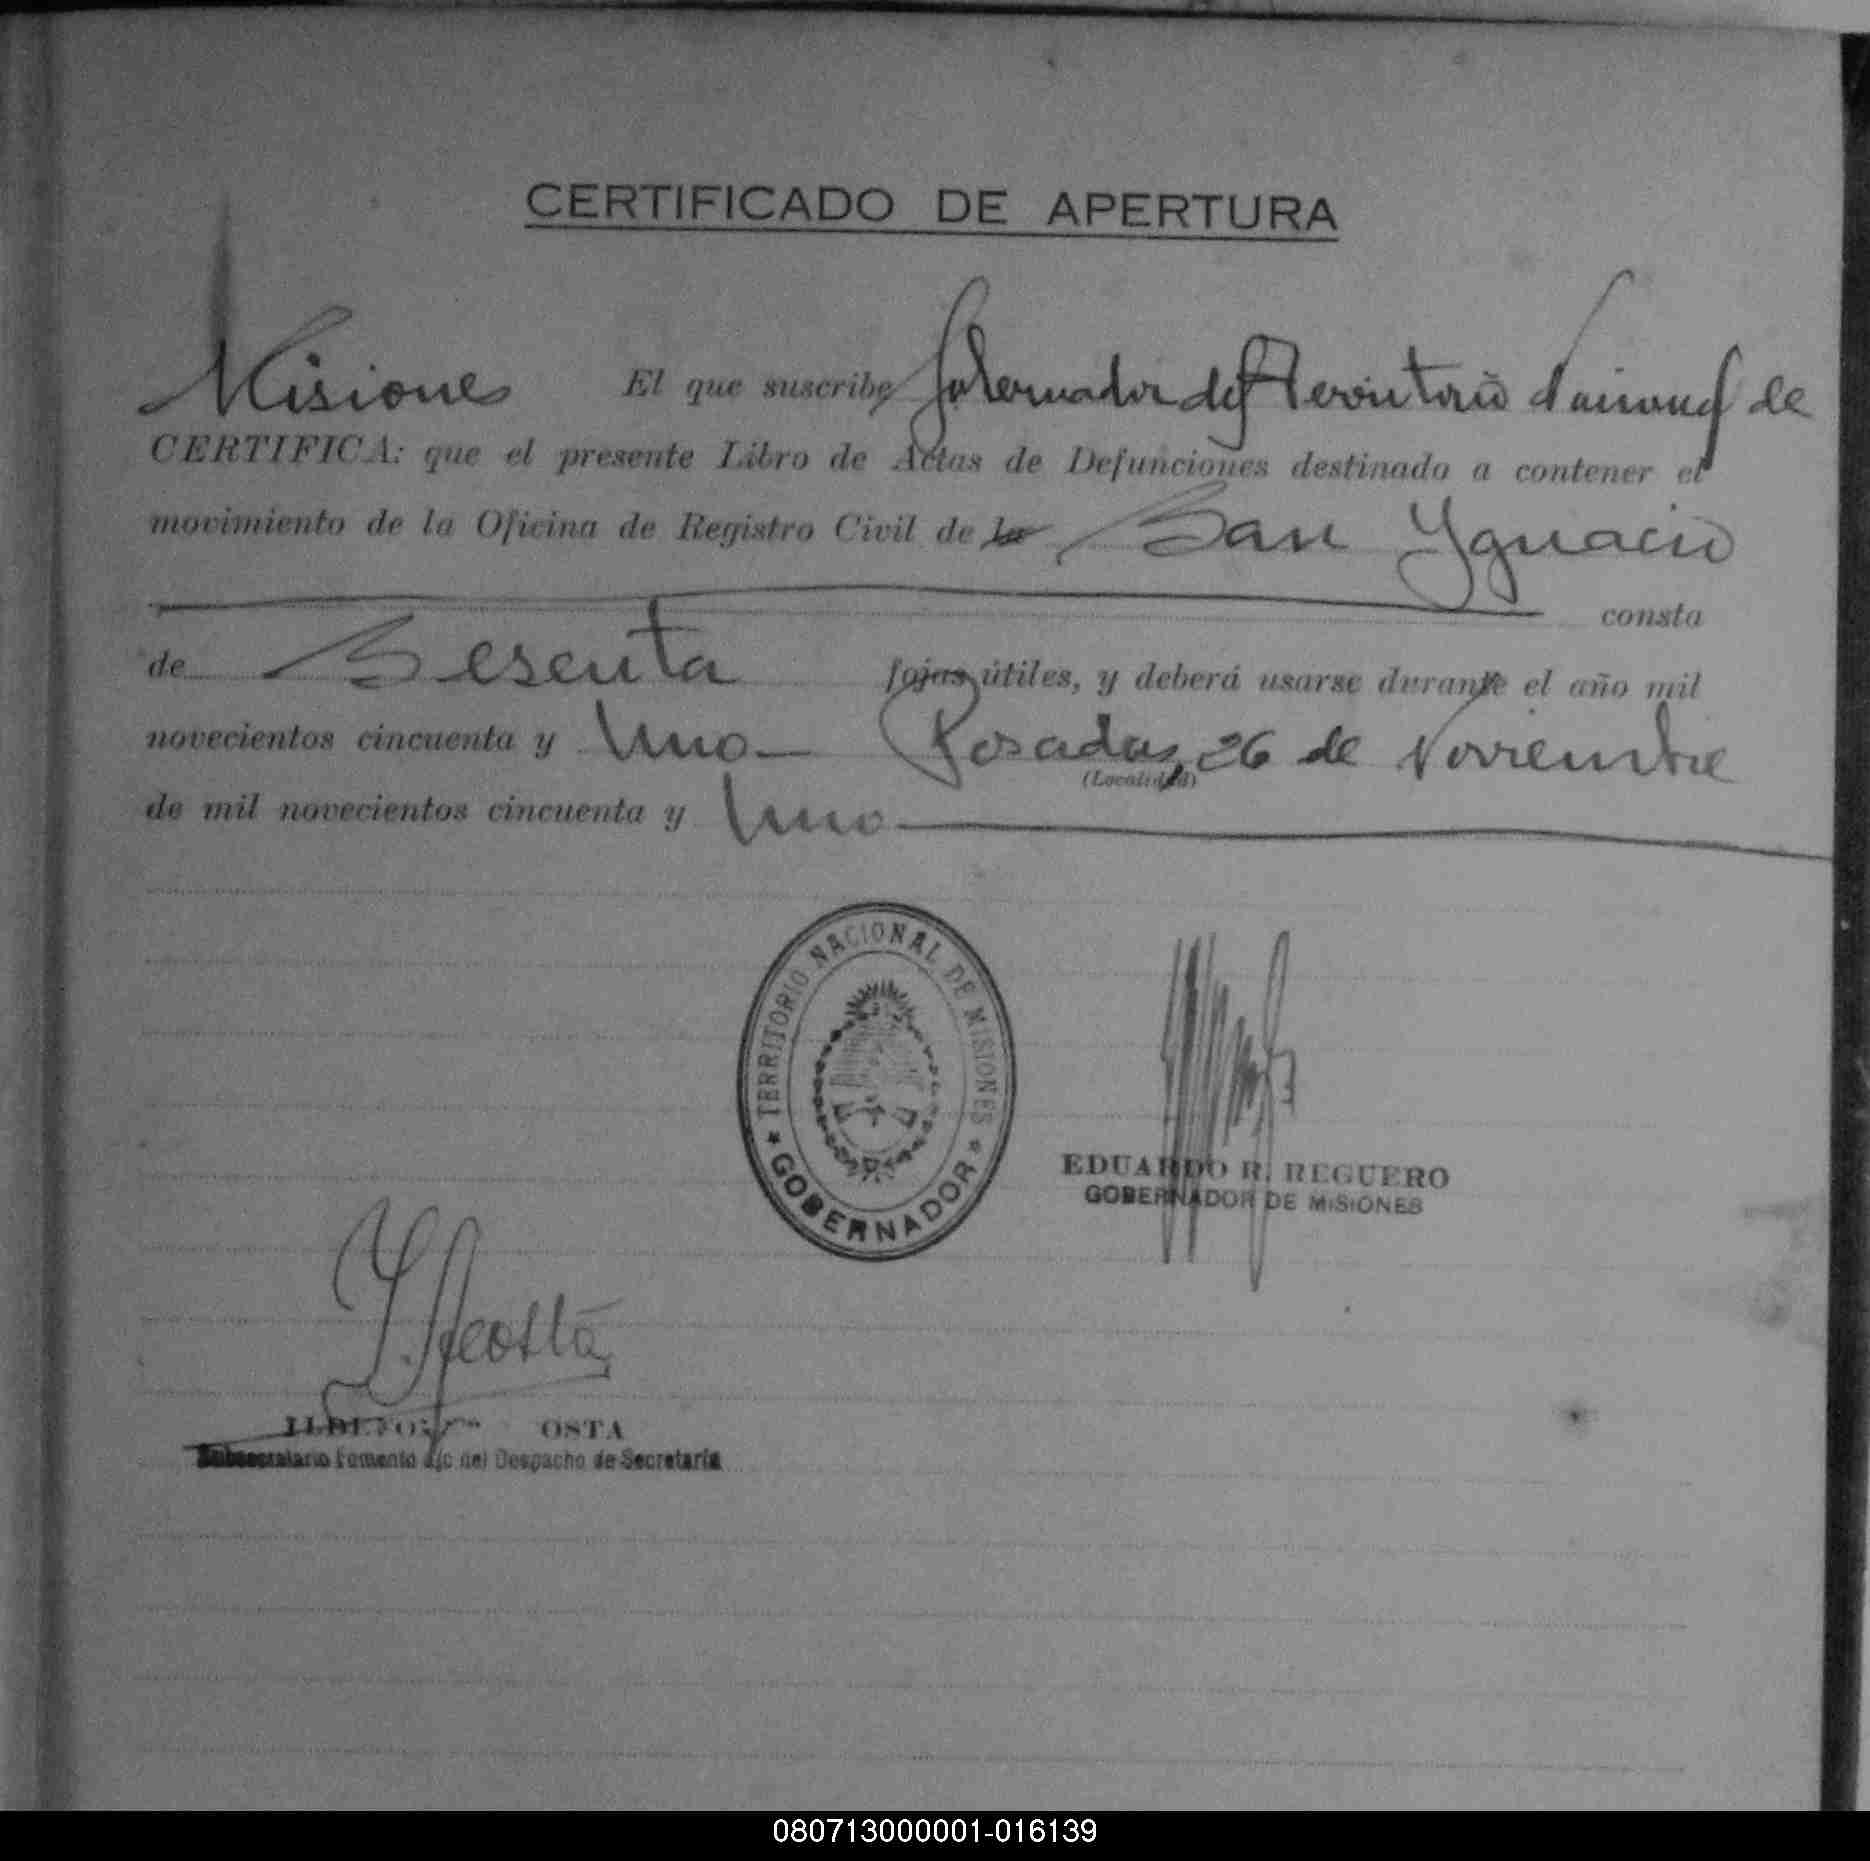 CERTIFICADO DE APERTURA
El que suscribe Gobernador del Territorio Nacional de
Misiones
CERTIFICA: que el presente Libro de Actas de Defunciones destinado a contener el
movimiento de la Oficina de Registro Civil de la San Ygnacio
consta
de Sesenta fojas útiles, y deberá usarse durante el año mil
novecientos cincuenta y Uno Posadas, 26 de Noviembre
(Localidad)
de mil novecientos cincuenta y Uno
TERRITORIO NACIONAL DE MISIONES
GOBERNADOR
EDUARDO R. REGUERO
GOBERNADOR DE MISIONES
Y. Acosta
OSTA
Subsecretario Fomento a/c del Despacho de Secretaría
080713000001-016139